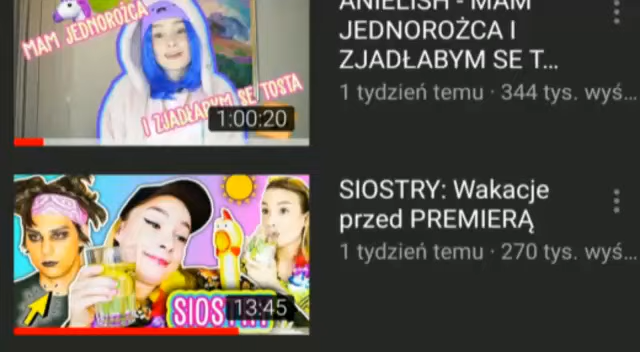 MAM JEDNOROŻCA
I ZJADŁABYM SE TOSTA
1:00:20
ANIELISH - MAM
JEDNOROŻCA I
ZJADŁABYM SE T...
1 tydzień temu · 344 tys. wyś...
13:45
SIOSTRY: Wakacje
przed PREMIERĄ
1 tydzień temu · 270 tys. wyś...